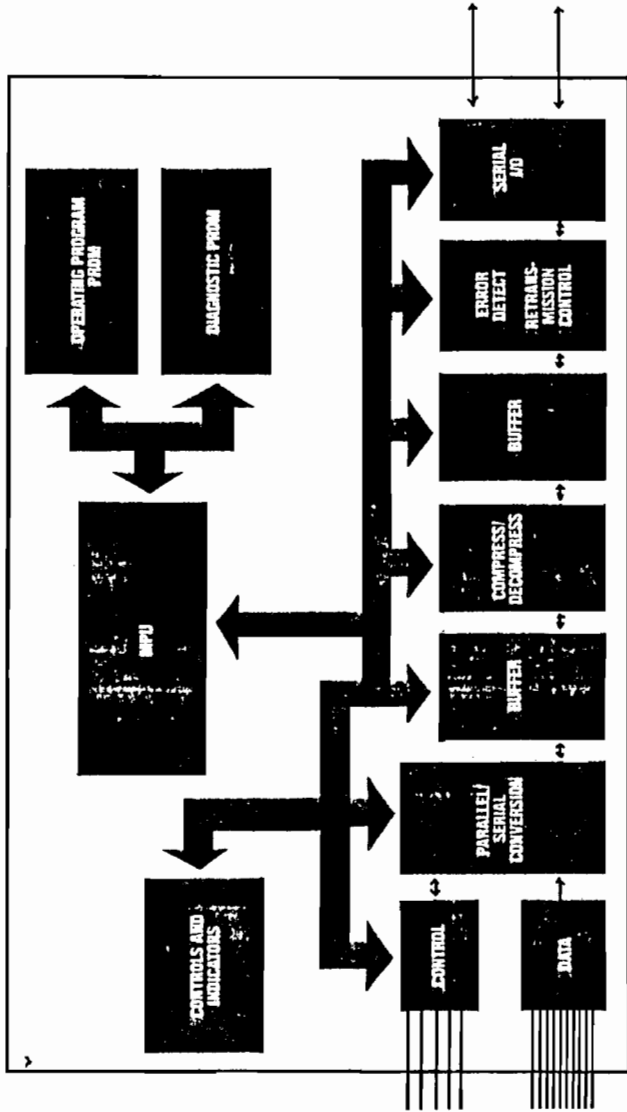 CONTROLS AND
INDICATORS
MPU
OPERATING PROGRAM
PROM
DIAGNOSTIC PROM
CONTROL
DATA
PARALLEL/
SERIAL
CONVERSION
BUFFER
COMPRESS/
DECOMPRESS
BUFFER
ERROR
DETECT
RETRANS-
MISSION
CONTROL
SERIAL
I/O